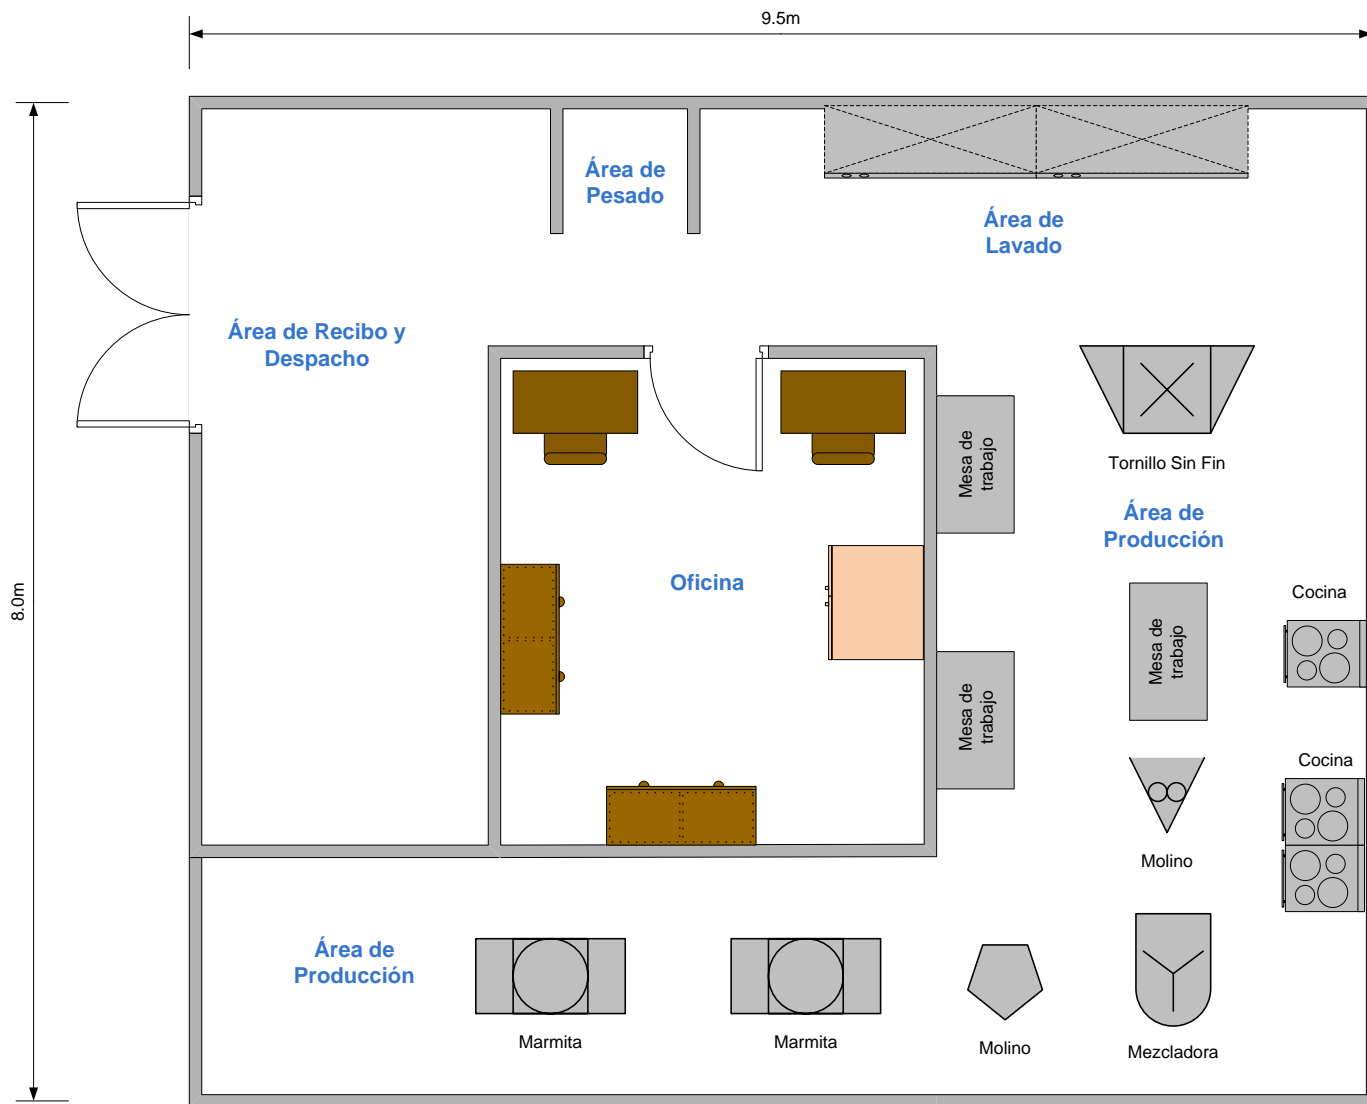 9.5m
8.0m
Área de
Pesado
Área de
Lavado
Área de Recibo y
Despacho
Mesa de
trabajo
Tornillo Sin Fin
Área de
Producción
Oficina
Mesa de
trabajo
Cocina
Mesa de
trabajo
Cocina
Molino
Área de
Producción
Marmita
Marmita
Molino
Mezcladora